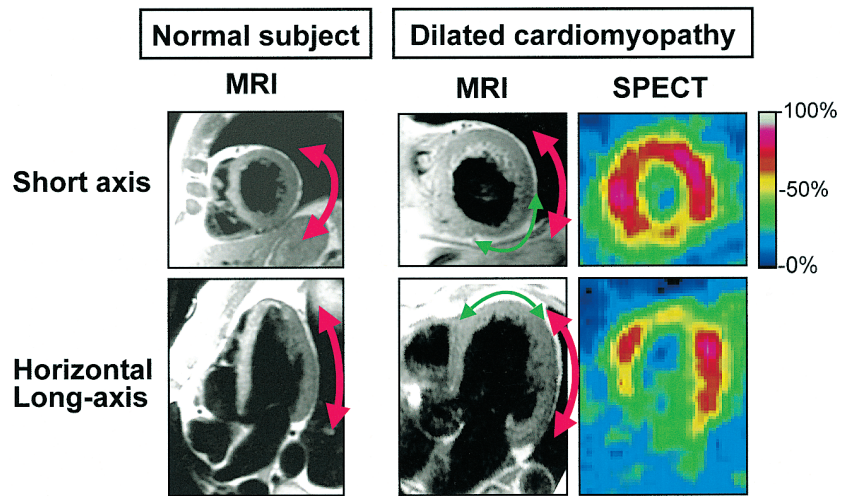 Normal subject
Dilated cardiomyopathy
MRI
MRI
SPECT
Short axis
100%
50%
0%
Horizontal
Long-axis